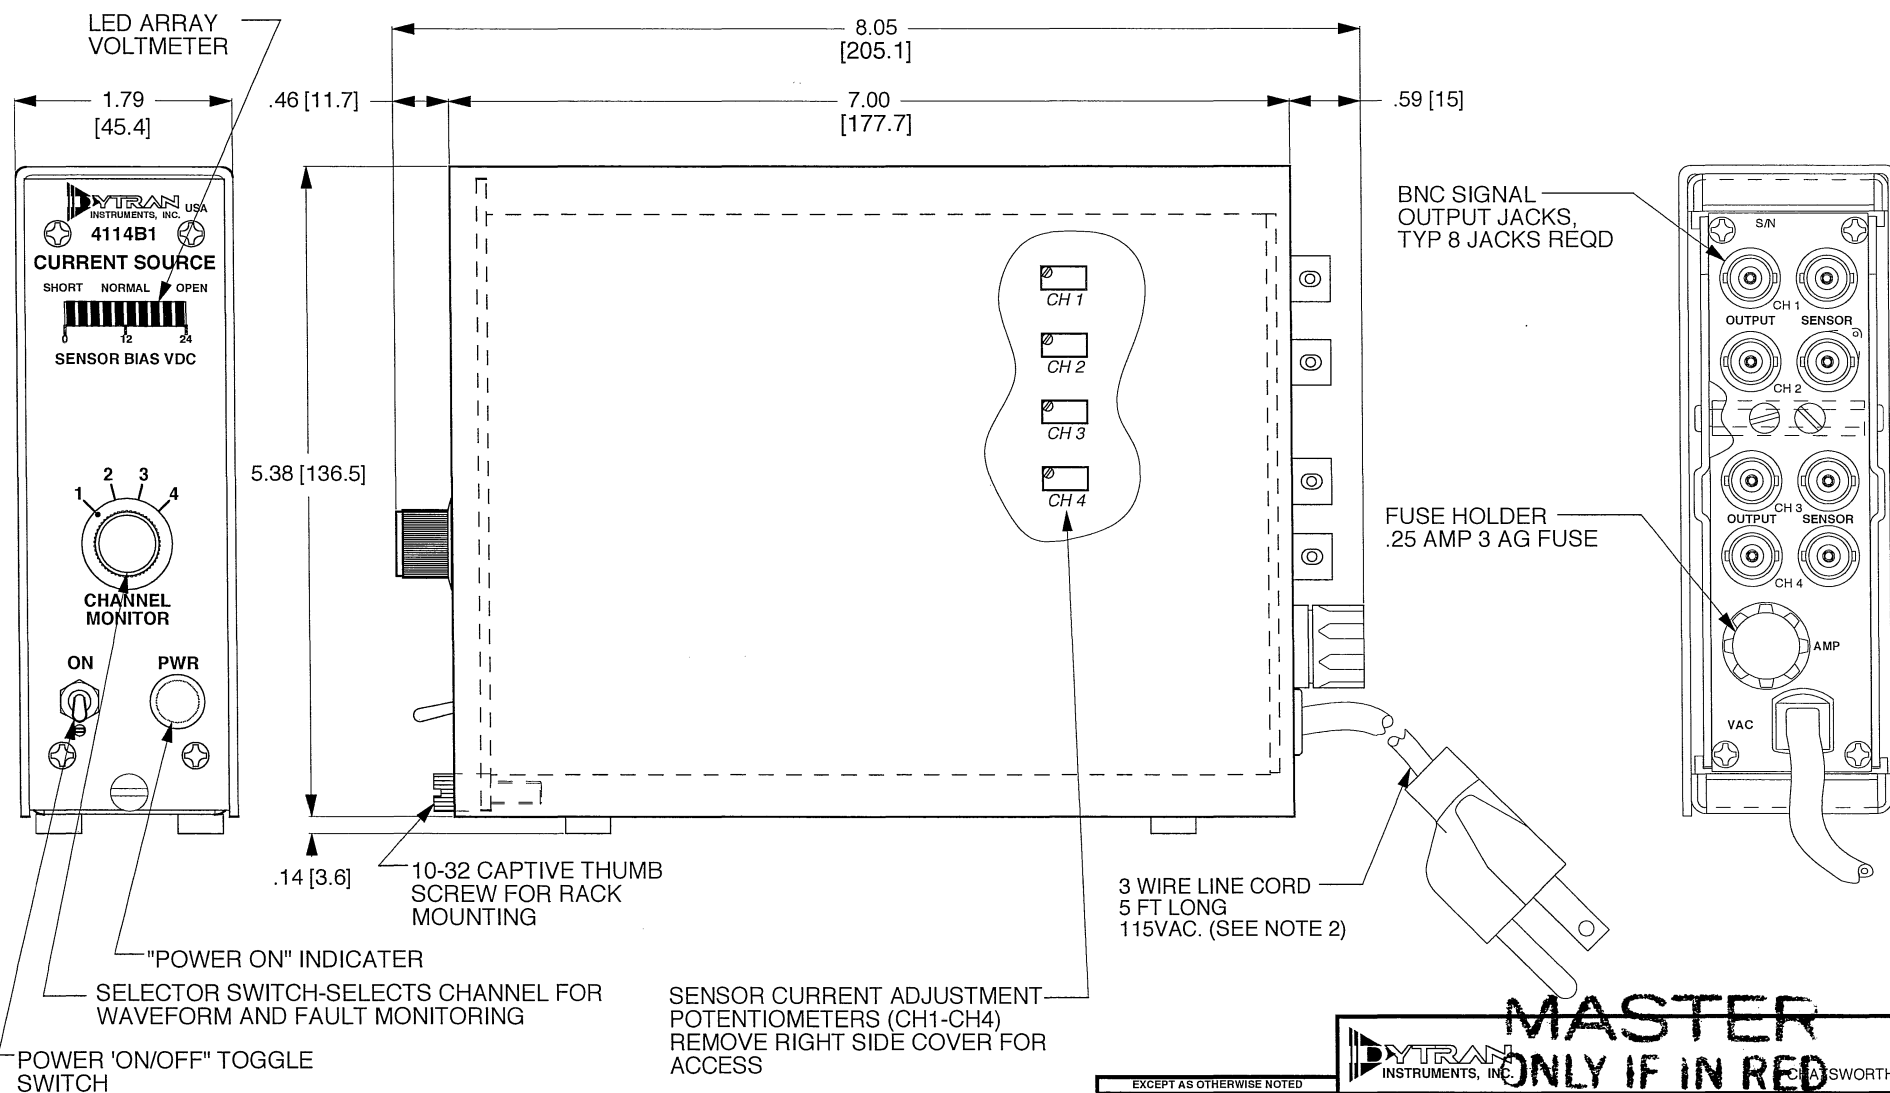 LED ARRAY
VOLTMETER
1.79
[45.4]
8.05
[205.1]
.46 [11.7]
7.00
[177.7]
.59 [15]
DYTRAN
INSTRUMENTS, INC.
USA
4114B1
CURRENT SOURCE
SHORT NORMAL OPEN
0 12 24
SENSOR BIAS VDC
1 2 3 4
CHANNEL
MONITOR
ON PWR
5.38 [136.5]
.14 [3.6]
CH 1
CH 2
CH 3
CH 4
BNC SIGNAL
OUTPUT JACKS,
TYP 8 JACKS REQD
FUSE HOLDER
.25 AMP 3 AG FUSE
S/N
CH 1
OUTPUT SENSOR
CH 2
CH 3
OUTPUT SENSOR
CH 4
AMP
VAC
10-32 CAPTIVE THUMB
SCREW FOR RACK
MOUNTING
3 WIRE LINE CORD
5 FT LONG
115VAC. (SEE NOTE 2)
"POWER ON" INDICATER
SELECTOR SWITCH-SELECTS CHANNEL FOR
WAVEFORM AND FAULT MONITORING
POWER 'ON/OFF" TOGGLE
SWITCH
SENSOR CURRENT ADJUSTMENT
POTENTIOMETERS (CH1-CH4)
REMOVE RIGHT SIDE COVER FOR
ACCESS
MASTER
ONLY IF IN RED
DYTRAN
INSTRUMENTS, INC.
CHATSWORTH
EXCEPT AS OTHERWISE NOTED